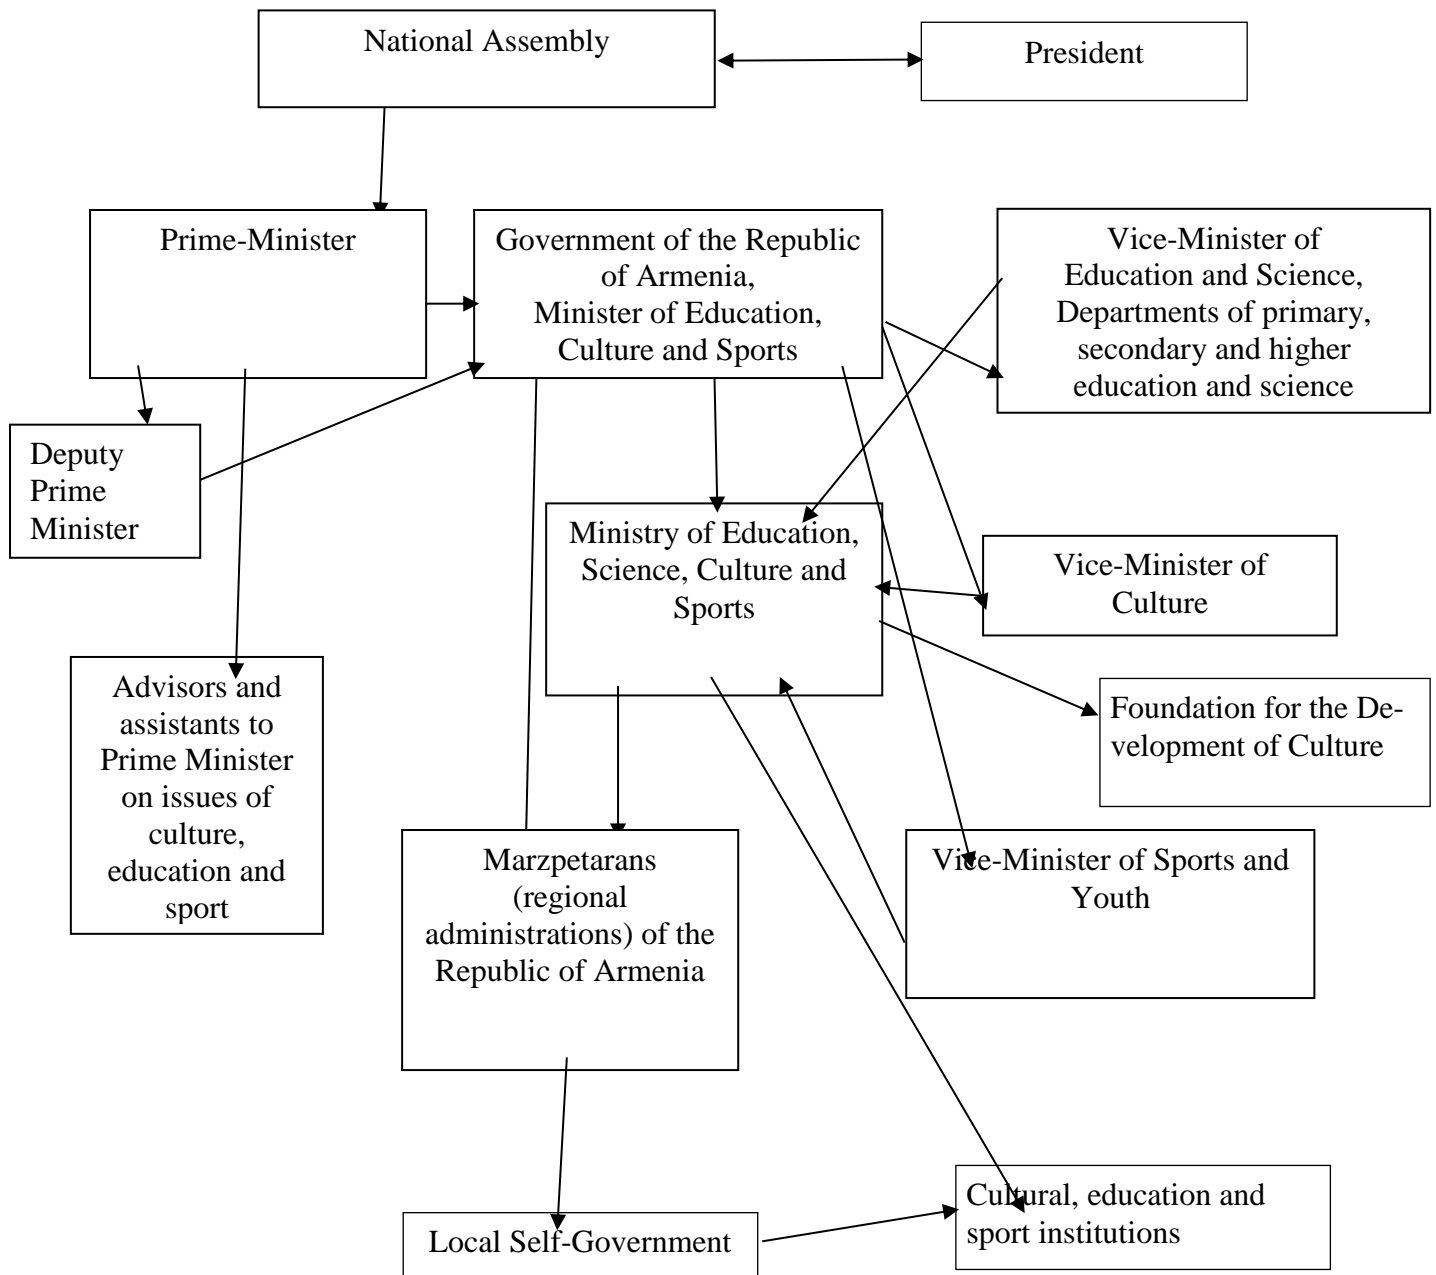 National Assembly
President
Prime-Minister
Government of the Republic
of Armenia,
Minister of Education,
Culture and Sports
Vice-Minister of
Education and Science,
Departments of primary,
secondary and higher
education and science
Deputy
Prime
Minister
Ministry of Education,
Science, Culture and
Sports
Vice-Minister of
Culture
Advisors and
assistants to
Prime Minister
on issues of
culture,
education and
sport
Foundation for the De-
velopment of Culture
Marzpetarans
(regional
administrations) of the
Republic of Armenia
Vice-Minister of Sports and
Youth
Local Self-Government
Cultural, education and
sport institutions